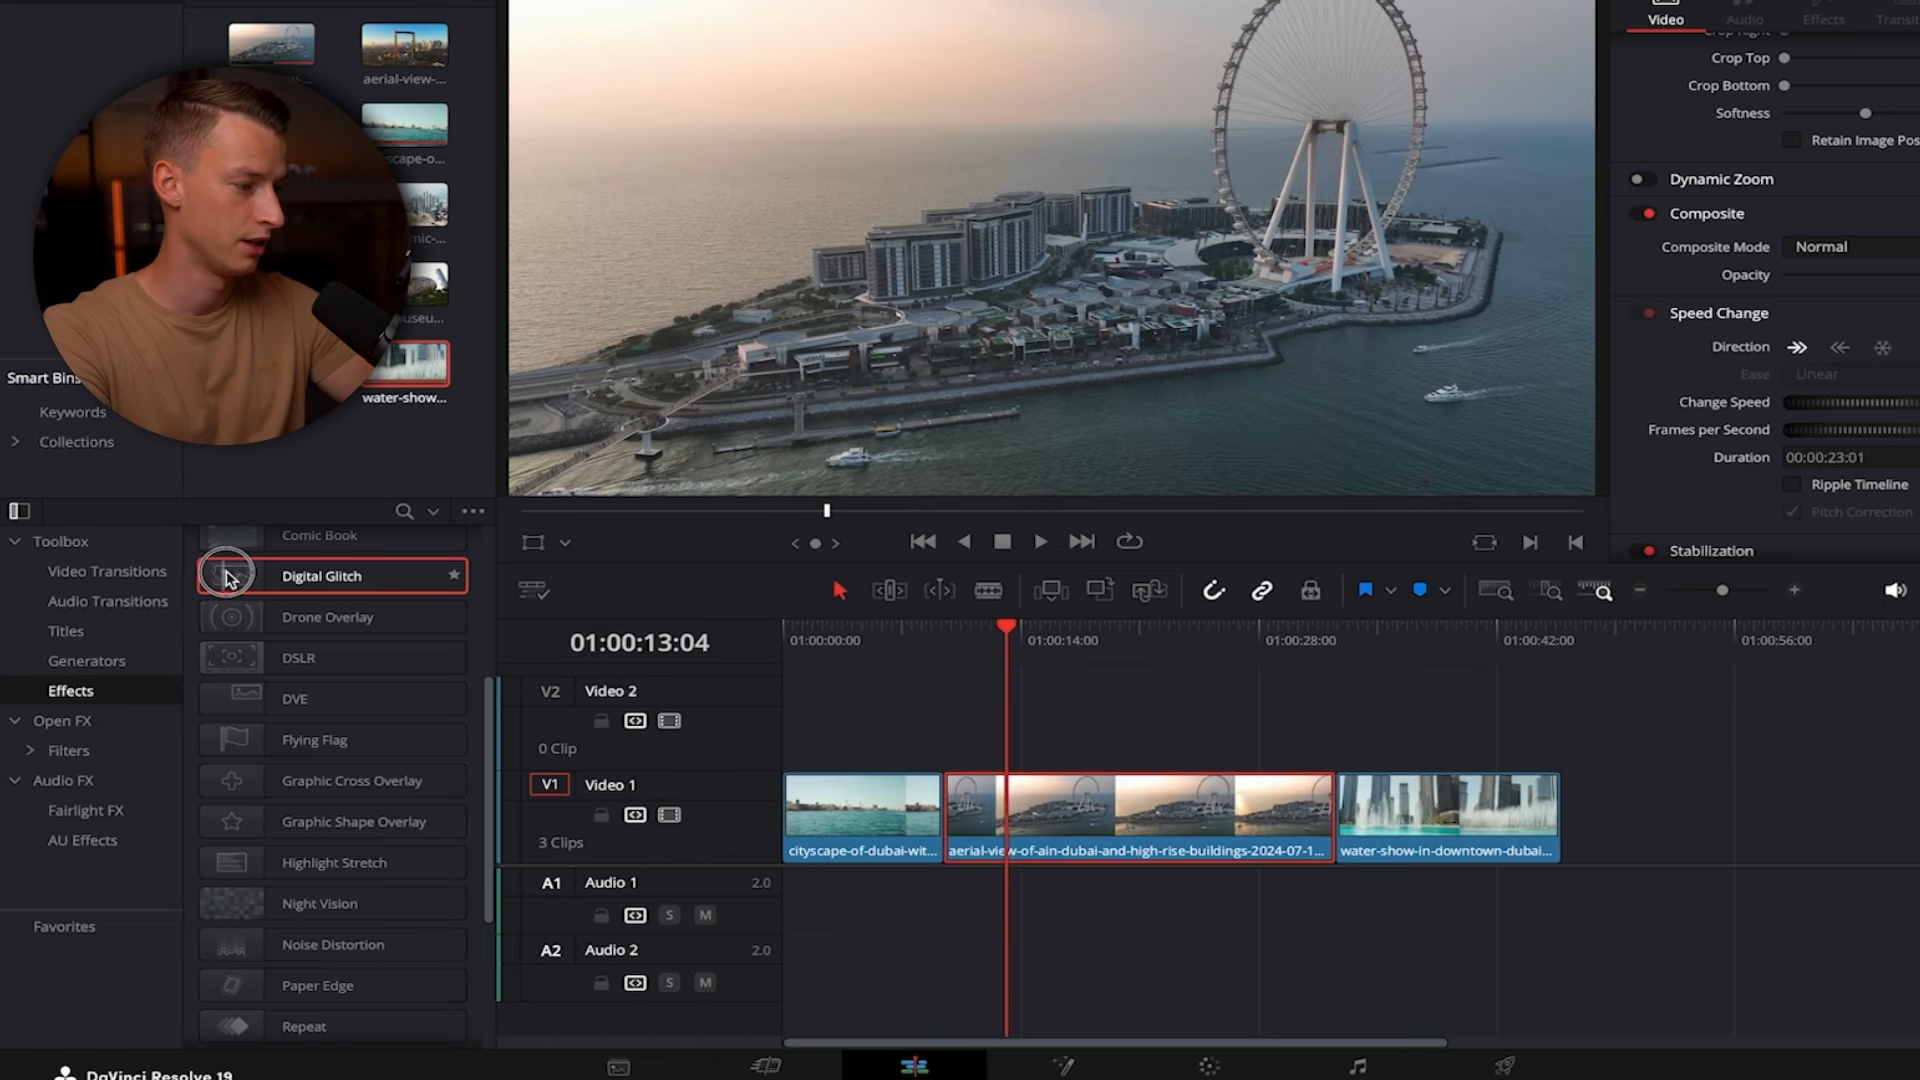 Video
Audio
Effects
Transiti
aerial-view-...
scape-o...
mic-...
useu...
water-show...
Smart Bins
Keywords
Collections
Crop Right
Crop Top
Crop Bottom
Softness
Retain Image Pos
Dynamic Zoom
Composite
Composite Mode
Normal
Opacity
Speed Change
Direction
Ease
Linear
Change Speed
Frames per Second
Duration
00:00:23:01
Ripple Timeline
Pitch Correction
Stabilization
Toolbox
Video Transitions
Audio Transitions
Titles
Generators
Effects
Open FX
Filters
Audio FX
Fairlight FX
AU Effects
Favorites
Comic Book
Digital Glitch
Drone Overlay
DSLR
DVE
Flying Flag
Graphic Cross Overlay
Graphic Shape Overlay
Highlight Stretch
Night Vision
Noise Distortion
Paper Edge
Repeat
01:00:13:04
01:00:00:00
01:00:14:00
01:00:28:00
01:00:42:00
01:00:56:00
V2
Video 2
0 Clip
V1
Video 1
3 Clips
cityscape-of-dubai-wit...
aerial-view-of-ain-dubai-and-high-rise-buildings-2024-07-1...
water-show-in-downtown-dubai...
A1
Audio 1
2.0
S
M
A2
Audio 2
2.0
S
M
DaVinci Resolve 19